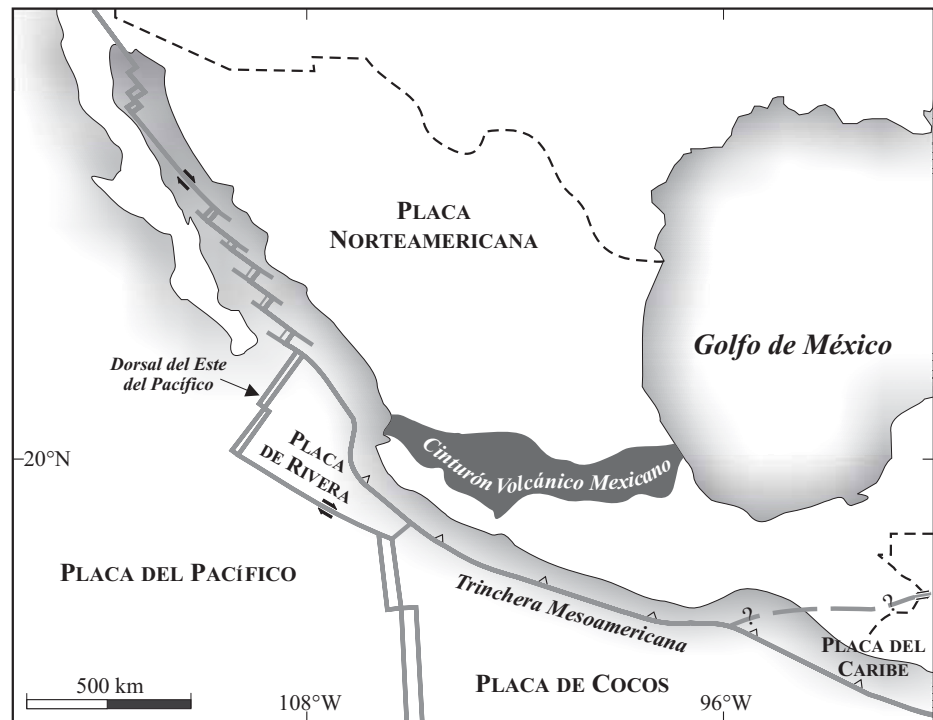 PLACA
NORTEAMERICANA
Golfo de México
Dorsal del Este
del Pacífico
20°N
PLACA
DE RIVERA
Cinturón Volcánico Mexicano
PLACA DEL PACÍFICO
Trinchera Mesoamericana
?
?
PLACA DEL
CARIBE
500 km
PLACA DE COCOS
108°W
96°W